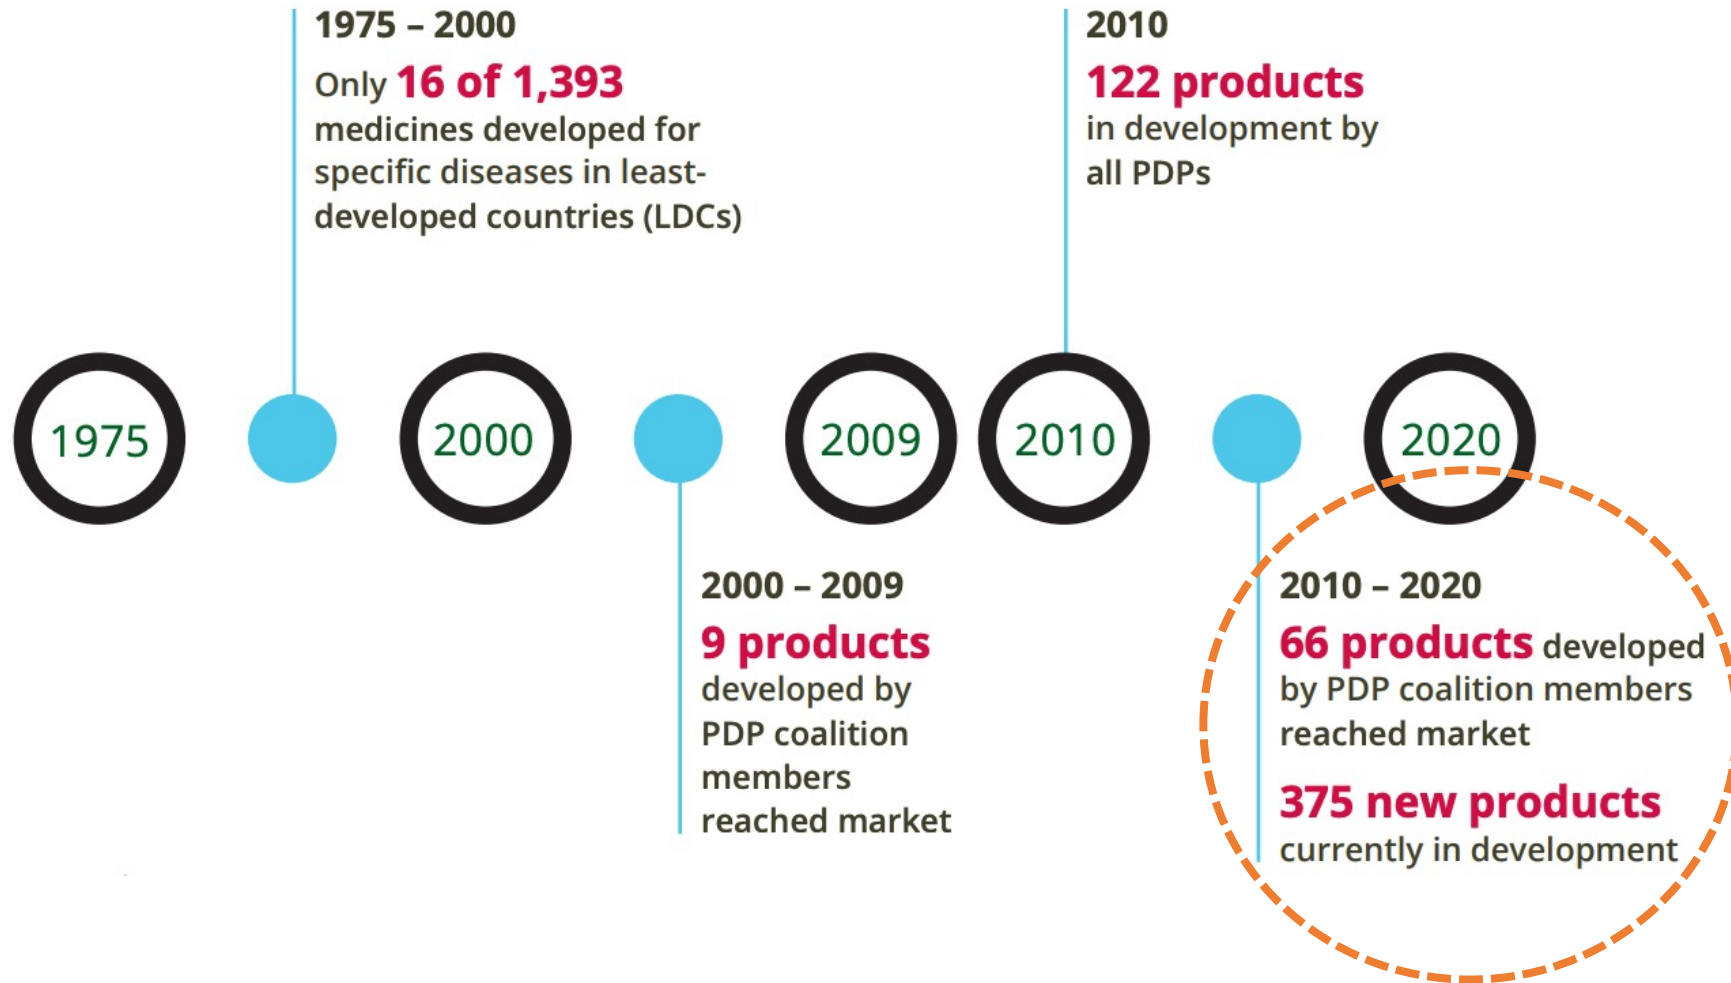 1975 – 2000
Only 16 of 1,393
medicines developed for
specific diseases in least-
developed countries (LDCs)
2010
122 products
in development by
all PDPs
1975
2000
2009
2010
2020
2000 – 2009
9 products
developed by
PDP coalition
members
reached market
2010 – 2020
66 products developed
by PDP coalition members
reached market
375 new products
currently in development